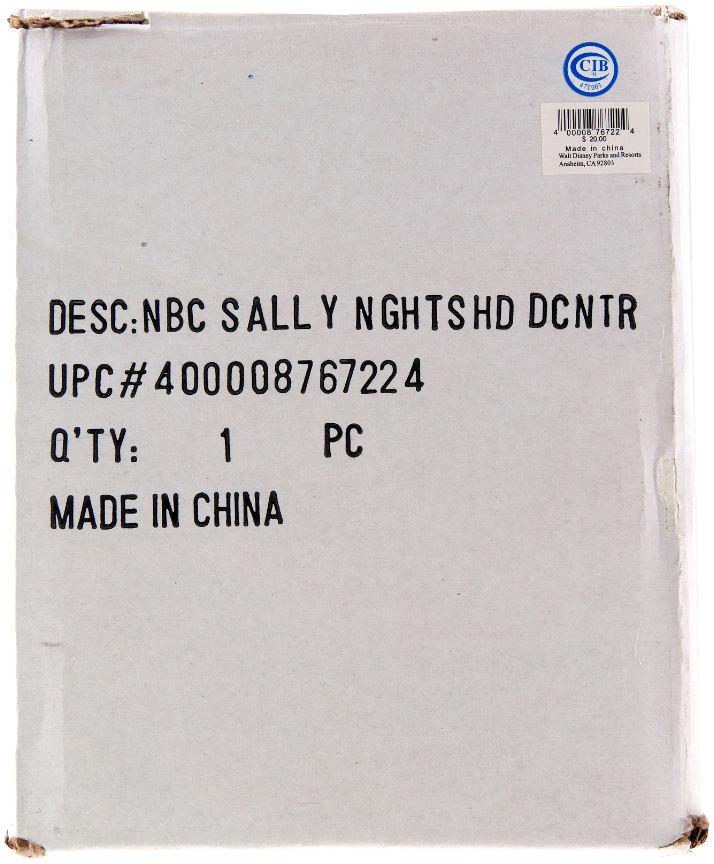 CIB
4 00008 76722 4
$ 20.00
Made in china
Walt Disney Parks and Resorts
Anaheim, CA 92803
DESC:NBC SALLY NGHTSHD DCNTR
UPC#400008767224
Q'TY: 1 PC
MADE IN CHINA